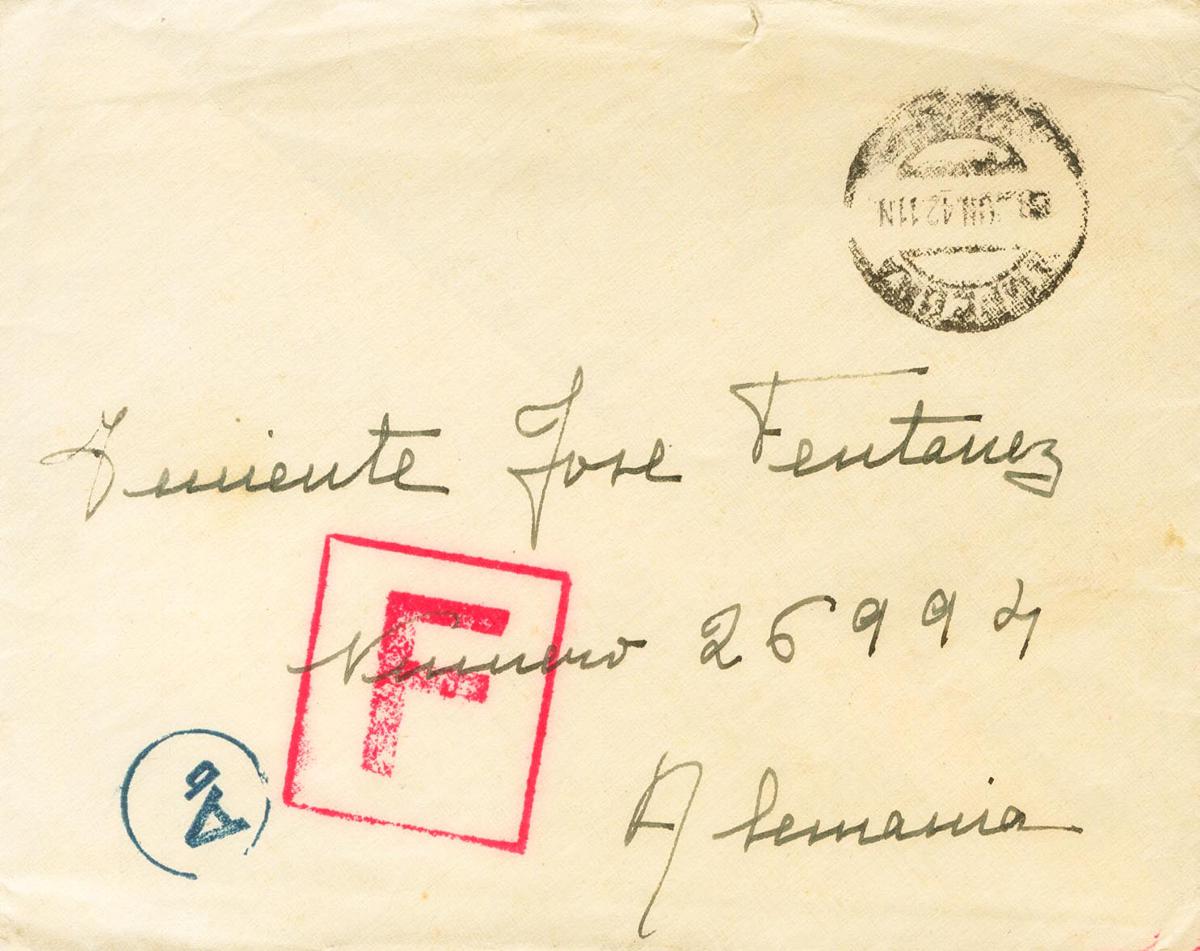 Teniente Jose Fentanez
Numero 26994
Alemania
F